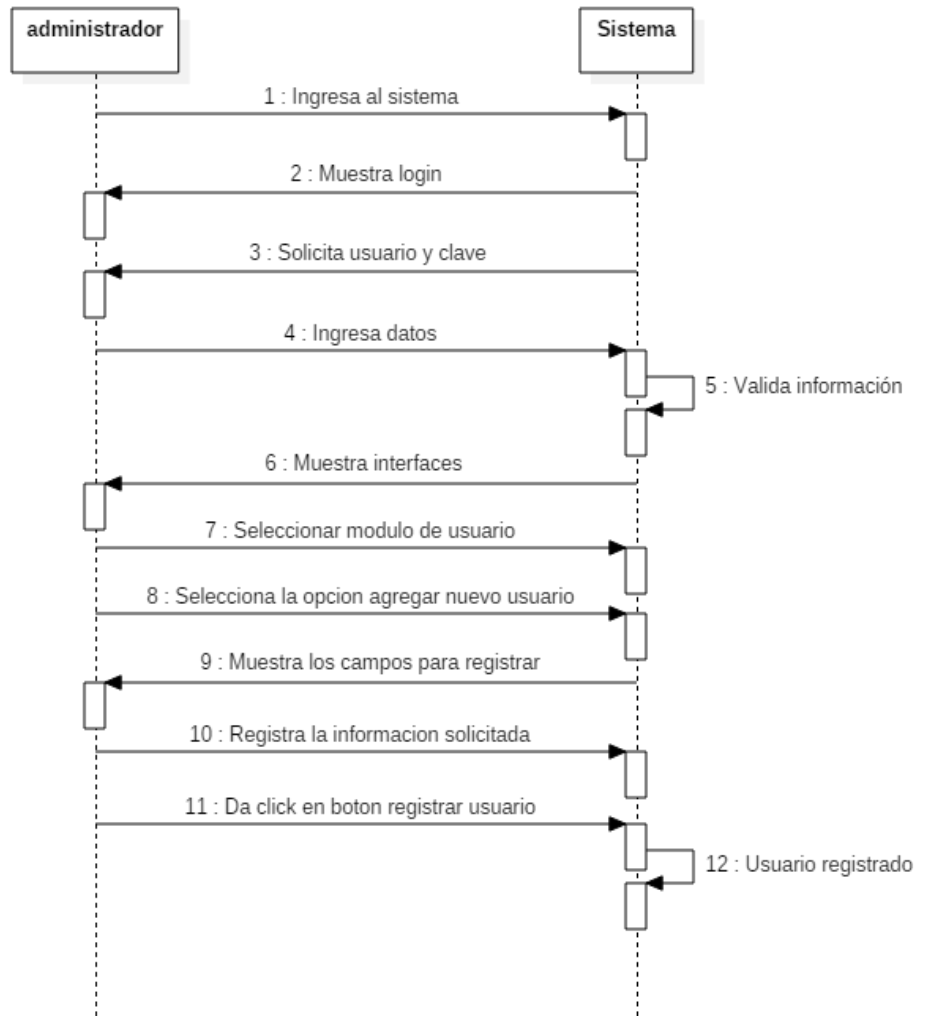 administrador
Sistema
1 : Ingresa al sistema
2 : Muestra login
3 : Solicita usuario y clave
4 : Ingresa datos
5 : Valida información
6 : Muestra interfaces
7 : Seleccionar modulo de usuario
8 : Selecciona la opcion agregar nuevo usuario
9 : Muestra los campos para registrar
10 : Registra la informacion solicitada
11 : Da click en boton registrar usuario
12 : Usuario registrado